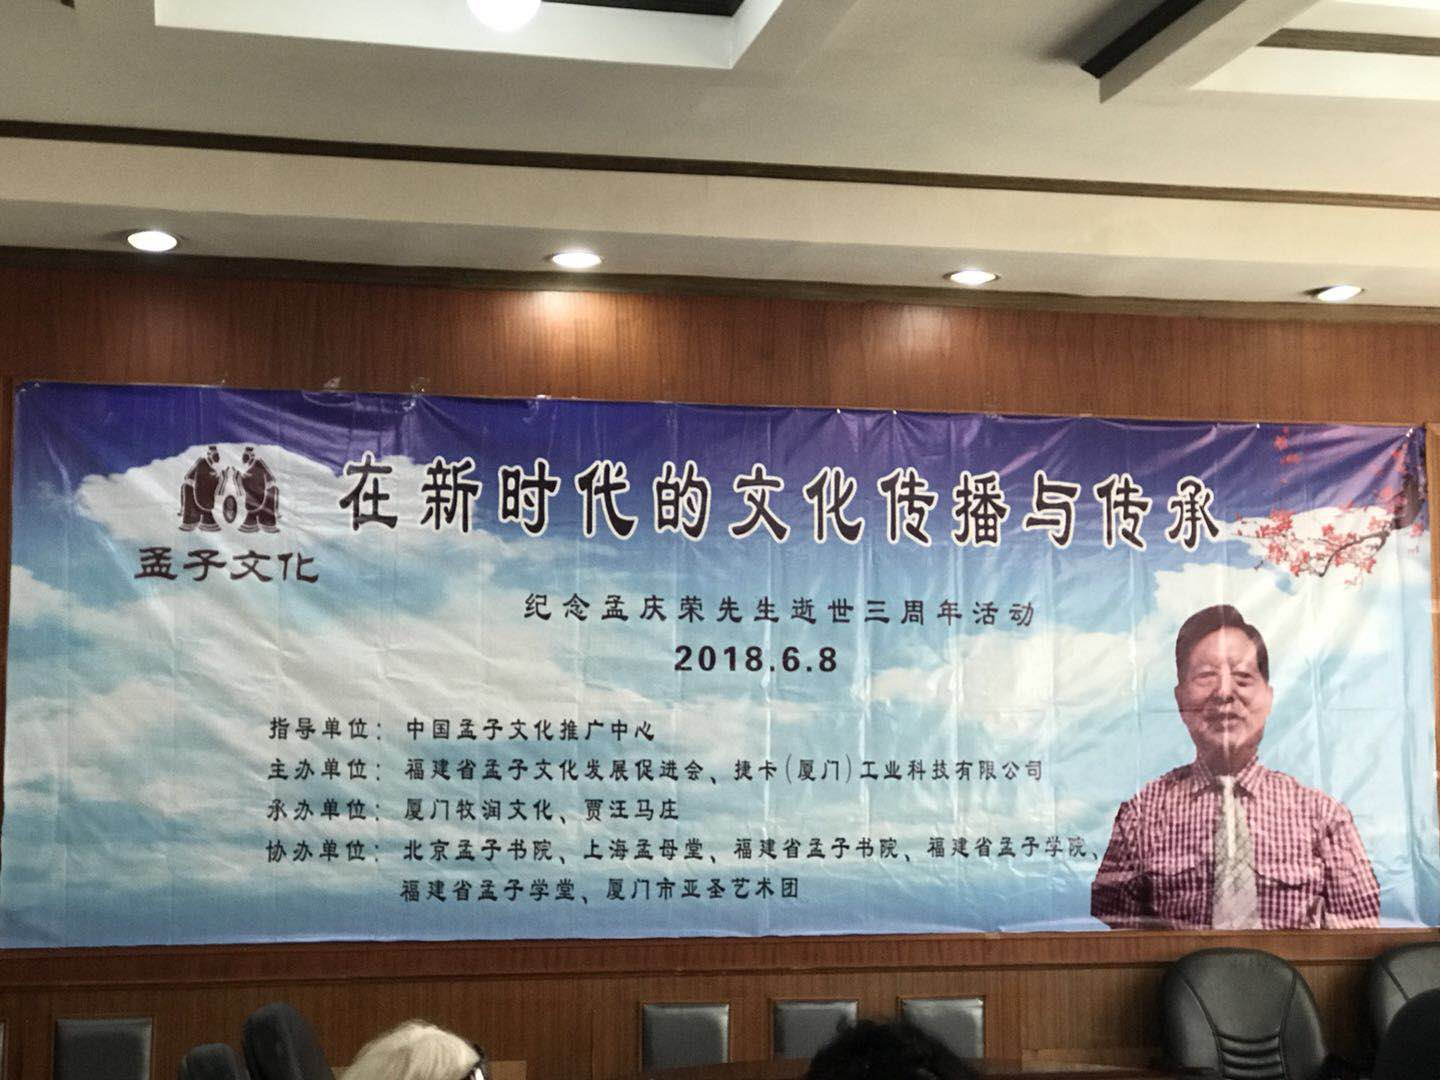 在新时代的文化传播与传承
孟子文化
纪念孟庆荣先生逝世三周年活动
2018.6.8
指导单位：中国孟子文化推广中心
主办单位：福建省孟子文化发展促进会、捷卡（厦门）工业科技有限公司
承办单位：厦门牧润文化、贾汪马庄
协办单位：北京孟子书院、上海孟母堂、福建省孟子书院、福建省孟子学院、
福建省孟子学堂、厦门市亚圣艺术团